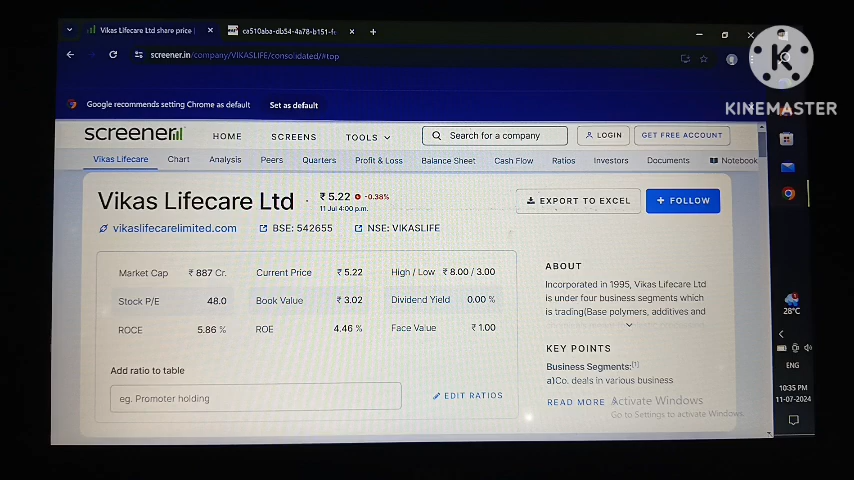 Vikas Lifecare Ltd share price |
ca510aba-db54-4a78-b151-f
screener.in/company/VIKASLIFE/consolidated/#top
KINEMASTER
Google recommends setting Chrome as default
Set as default
screener
HOME
SCREENS
TOOLS
Search for a company
LOGIN
GET FREE ACCOUNT
Vikas Lifecare
Chart
Analysis
Peers
Quarters
Profit & Loss
Balance Sheet
Cash Flow
Ratios
Investors
Documents
Notebook
Vikas Lifecare Ltd
₹ 5.22
-0.38%
11 Jul 4:00 p.m.
EXPORT TO EXCEL
+ FOLLOW
vikaslifecarelimited.com
BSE: 542655
NSE: VIKASLIFE
Market Cap ₹ 887 Cr.
Current Price ₹ 5.22
High / Low ₹ 8.00 / 3.00
Stock P/E 48.0
Book Value ₹ 3.02
Dividend Yield 0.00 %
ROCE 5.86 %
ROE 4.46 %
Face Value ₹ 1.00
Add ratio to table
eg. Promoter holding
EDIT RATIOS
ABOUT
Incorporated in 1995, Vikas Lifecare Ltd
is under four business segments which
is trading(Base polymers, additives and
KEY POINTS
Business Segments:[1]
a)Co. deals in various business
READ MORE
Activate Windows
Go to Settings to activate Windows.
28°C
ENG
10:35 PM
11-07-2024